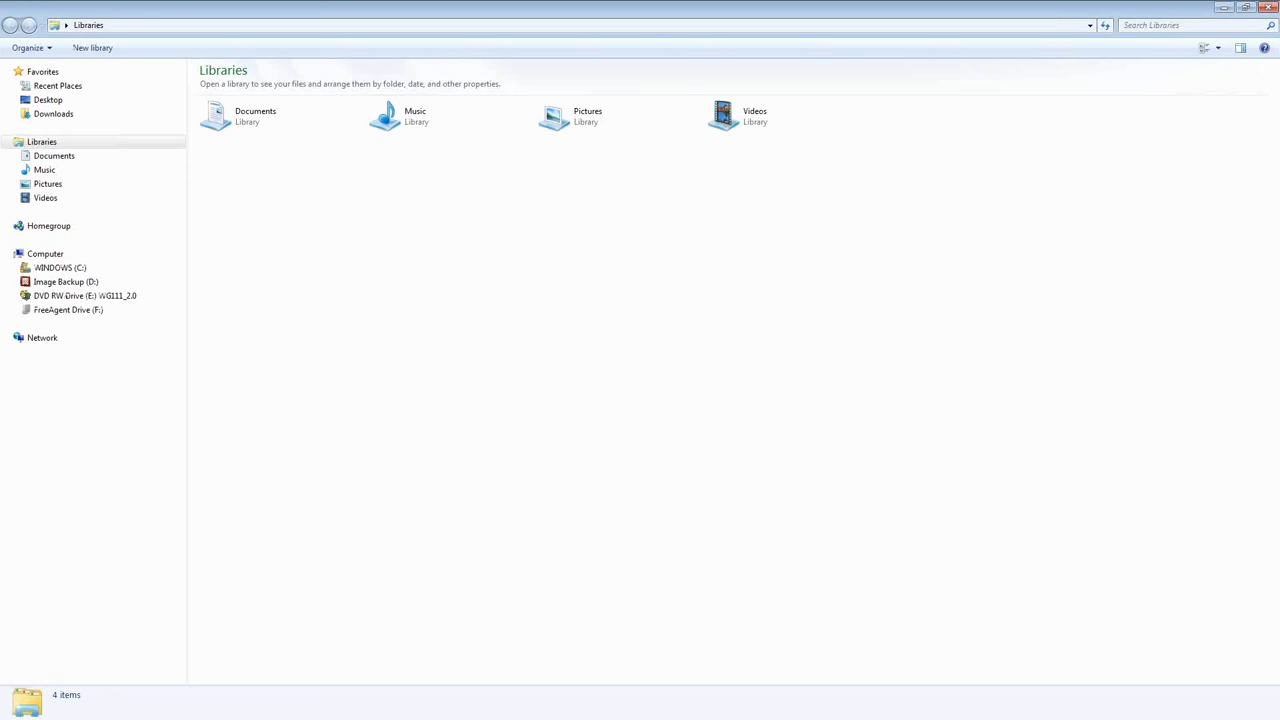 Libraries
Search Libraries
Organize
New library
Favorites
Recent Places
Desktop
Downloads
Libraries
Documents
Music
Pictures
Videos
Homegroup
Computer
WINDOWS (C:)
Image Backup (D:)
DVD RW Drive (E:) WG111_2.0
FreeAgent Drive (F:)
Network
Libraries
Open a library to see your files and arrange them by folder, date, and other properties.
Documents
Library
Music
Library
Pictures
Library
Videos
Library
4 items